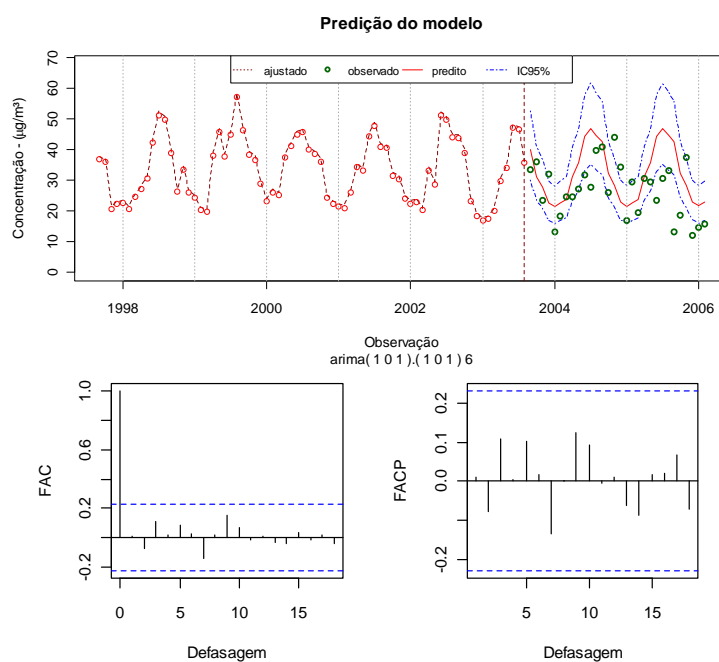 Predição do modelo
ajustado observado predito IC95%
Concentração - (µg/m³)
70
60
50
40
30
20
10
0
1998 2000 2002 2004 2006
Observação
arima( 1 0 1 ).( 1 0 1 ) 6
FAC
1.0
0.6
0.2
-0.2
0 5 10 15
Defasagem
FACP
0.2
0.1
0.0
-0.2
5 10 15
Defasagem